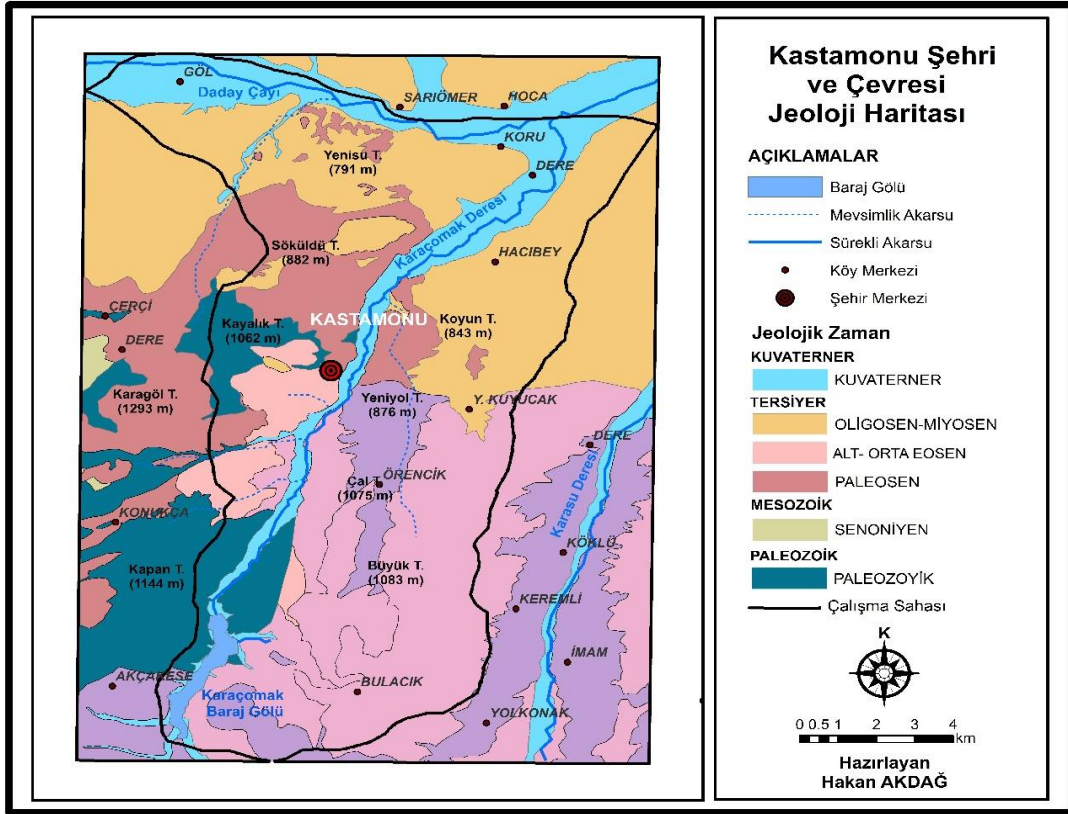 GÖL
Daday Çayı
SARIÖMER
HOCA
KORU
Yenisu T.
(791 m)
DERE
Karaçomak Deresi
Söküldü T.
(882 m)
HACIBEY
ÇERÇİ
Kayalık T.
(1062 m)
KASTAMONU
Koyun T.
(843 m)
DERE
Karagöl T.
(1293 m)
Yeniyol T.
(876 m)
Y. KUYUCAK
DERE
Çal T.
(1075 m)
ÖRENCİK
Karasu Deresi
KONUKÇA
KÖKLÜ
Kapan T.
(1144 m)
Büyük T.
(1083 m)
KEREMLİ
İMAM
AKÇAKESE
BULACIK
Karaçomak
Baraj Gölü
YOLKONAK
Kastamonu Şehri
ve Çevresi
Jeoloji Haritası
AÇIKLAMALAR
Baraj Gölü
Mevsimlik Akarsu
Sürekli Akarsu
Köy Merkezi
Şehir Merkezi
Jeolojik Zaman
KUVATERNER
KUVATERNER
TERSİYER
OLİGOSEN-MİYOSEN
ALT- ORTA EOSEN
PALEOSEN
MESOZOİK
SENONİYEN
PALEOZOİK
PALEOZOYİK
Çalışma Sahası
K
0 0.5 1 2 3 4
km
Hazırlayan
Hakan AKDAĞ